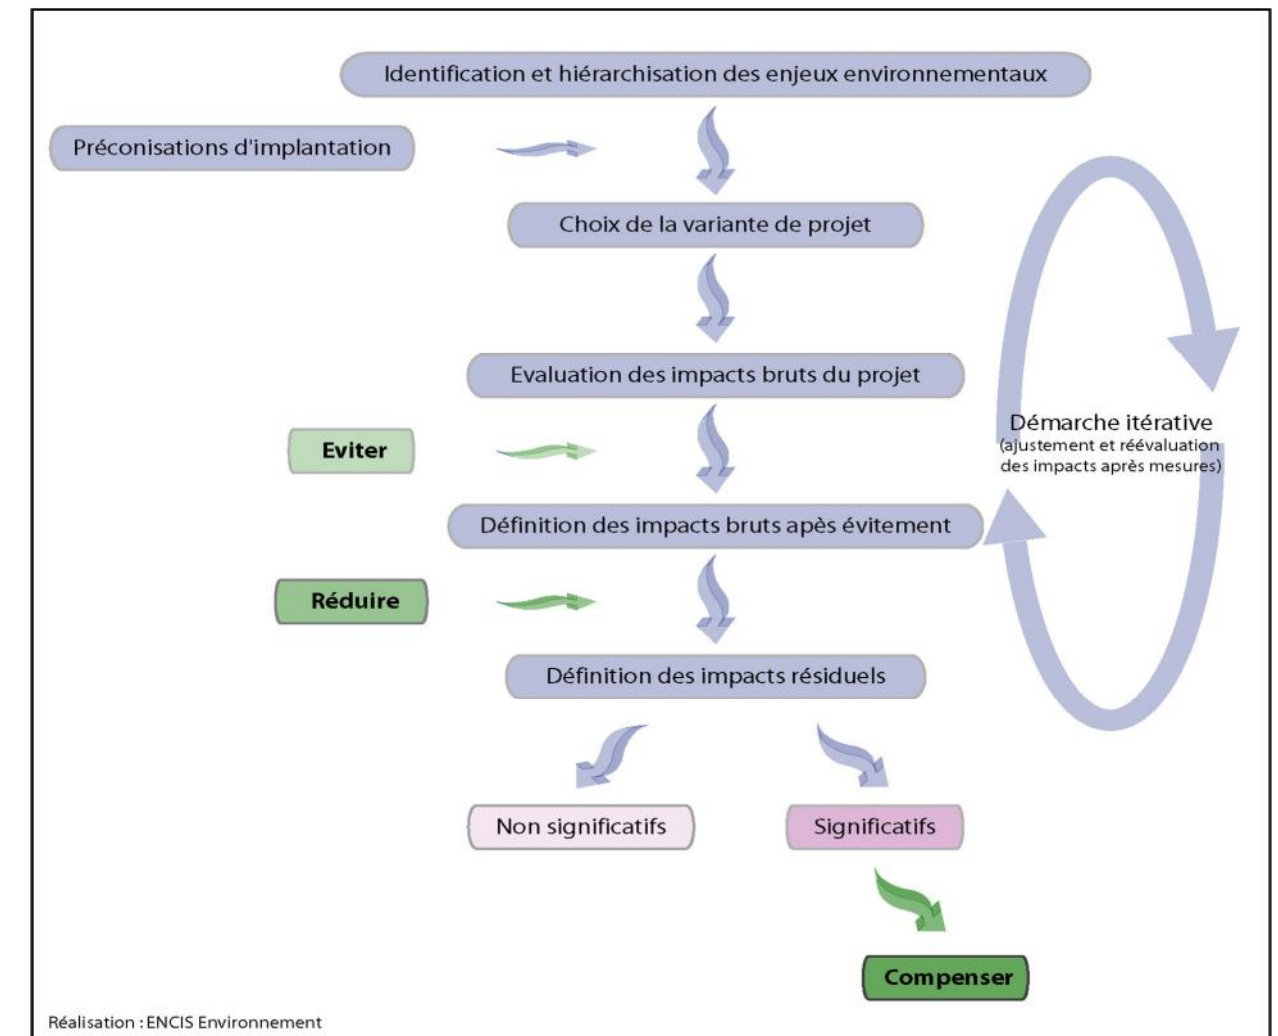 Identification et hiérarchisation des enjeux environnementaux
Préconisations d'implantation
Choix de la variante de projet
Evaluation des impacts bruts du projet
Eviter
Démarche itérative
(ajustement et réévaluation
des impacts après mesures)
Définition des impacts bruts apès évitement
Réduire
Définition des impacts résiduels
Non significatifs
Significatifs
Compenser
Réalisation : ENCIS Environnement